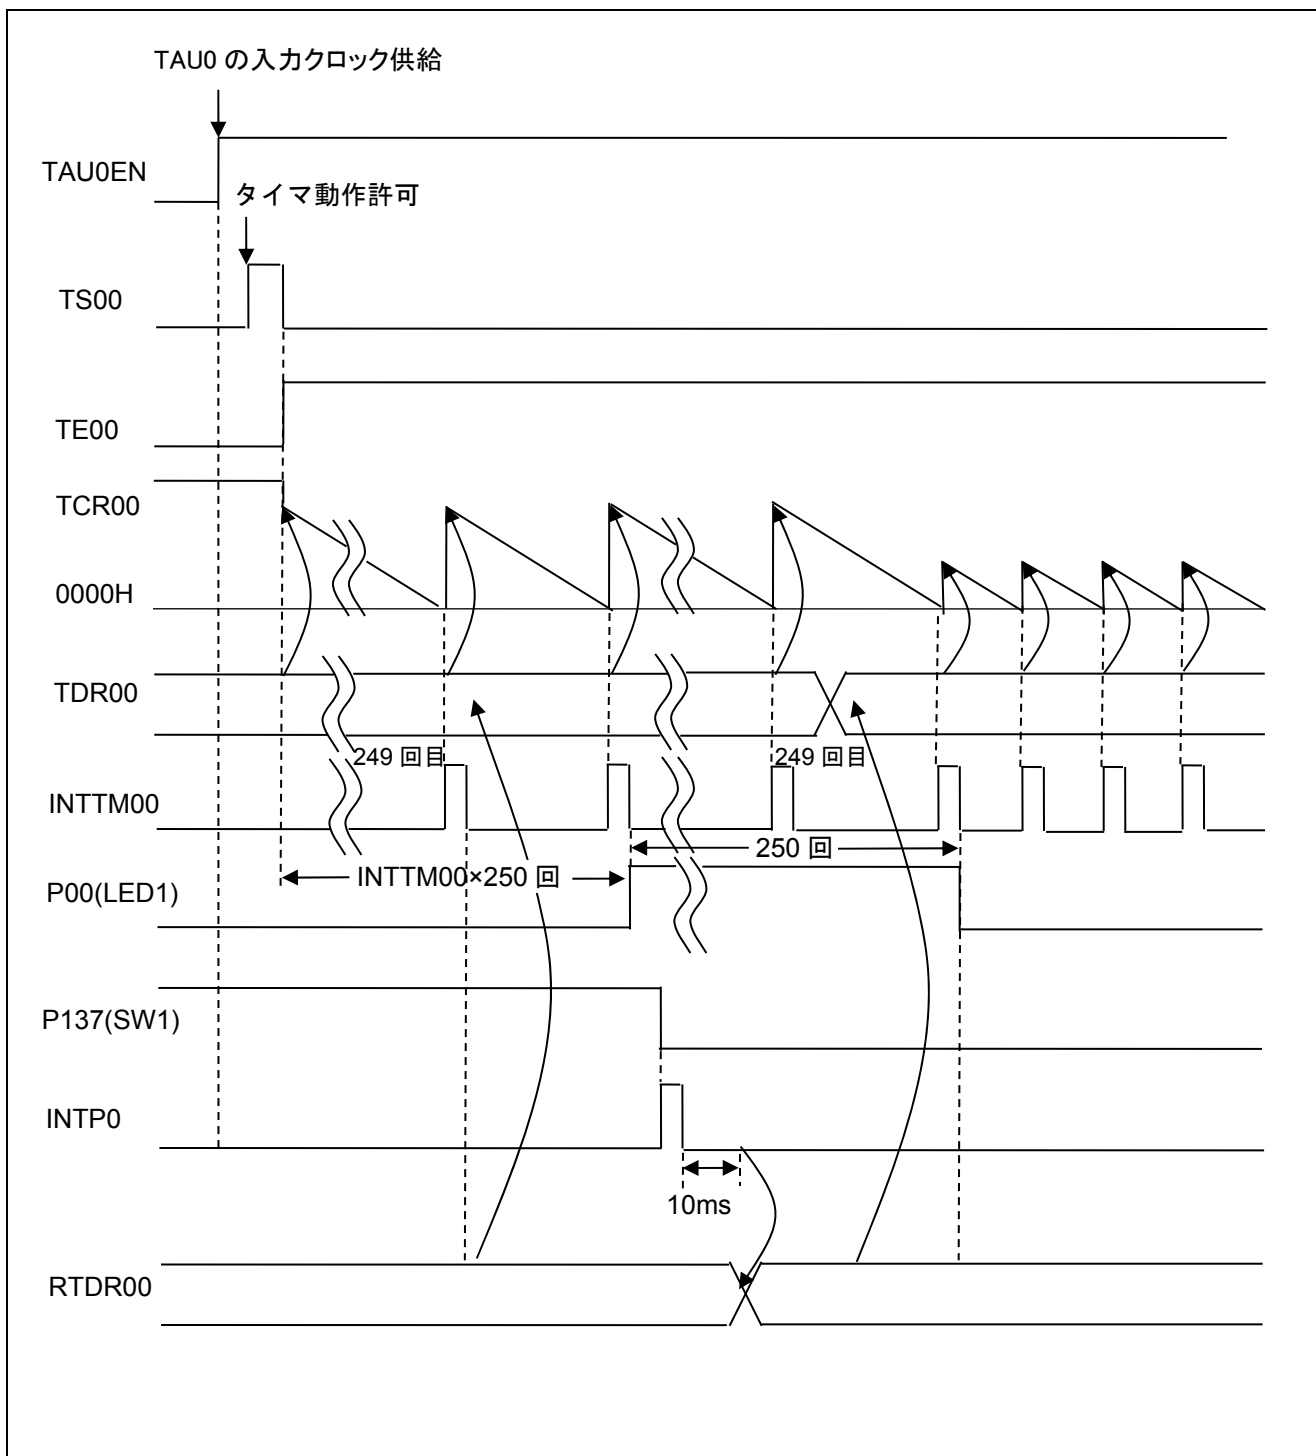 TAU0 の入力クロック供給
TAU0EN
タイマ動作許可
TS00
TE00
TCR00
0000H
TDR00
249 回目
249 回目
INTTM00
250 回
INTTM00×250 回
P00(LED1)
P137(SW1)
INTP0
10ms
RTDR00